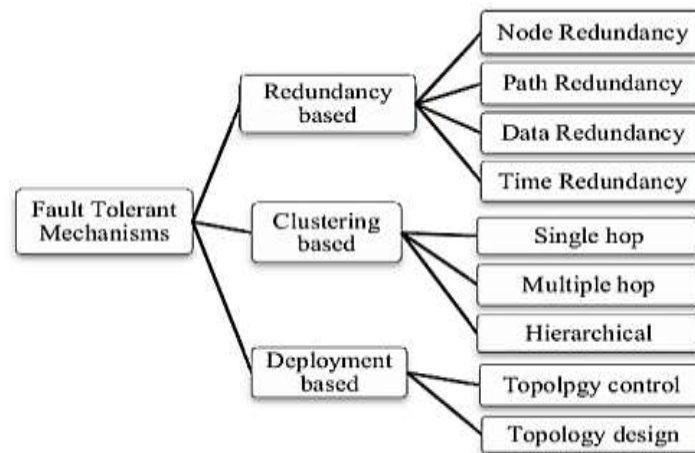 Fault Tolerant
Mechanisms
Redundancy
based
Node Redundancy
Path Redundancy
Data Redundancy
Time Redundancy
Clustering
based
Single hop
Multiple hop
Hierarchical
Deployment
based
Topolpgy control
Topology design